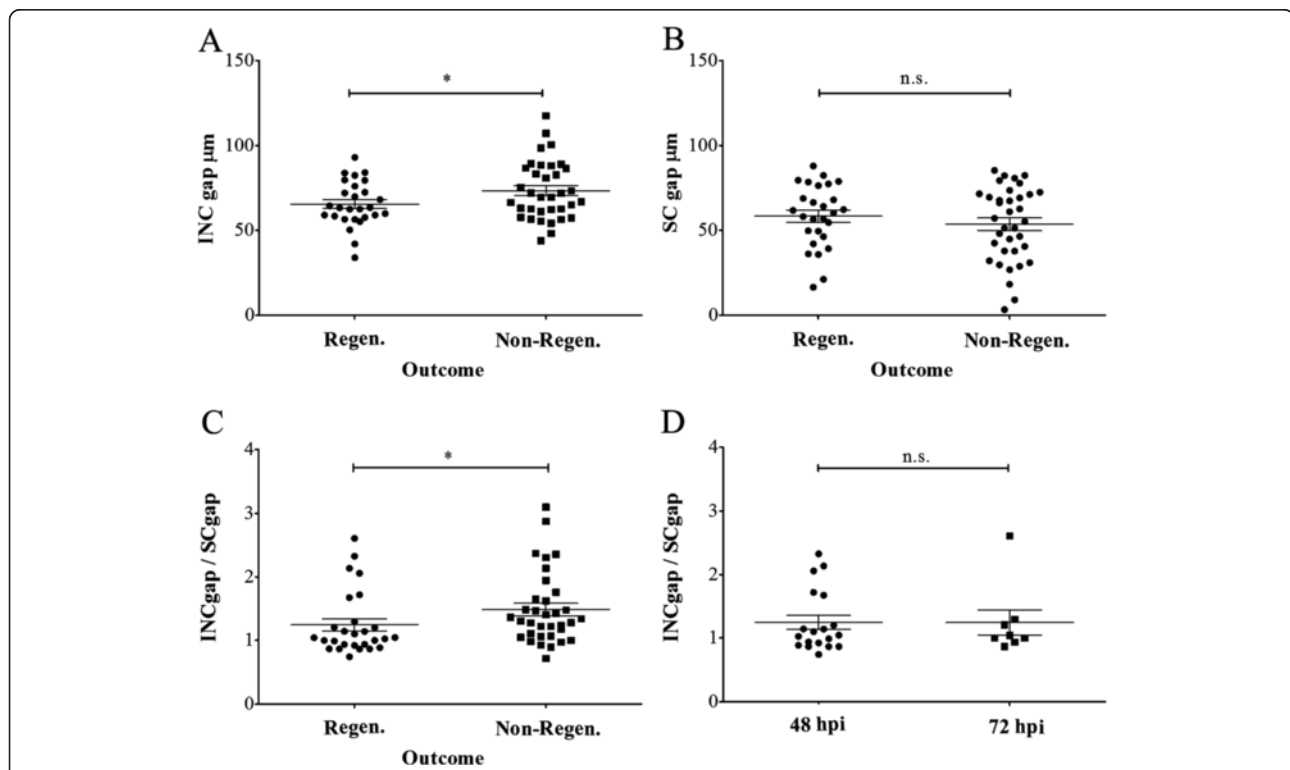 A
150
100
50
0
INC gap μm
*
Regen.
Non-Regen.
Outcome
B
150
100
50
0
SC gap μm
n.s.
Regen.
Non-Regen.
Outcome
C
4
3
2
1
0
INCgap / SCgap
*
Regen.
Non-Regen.
Outcome
D
4
3
2
1
0
INCgap / SCgap
n.s.
48 hpi
72 hpi